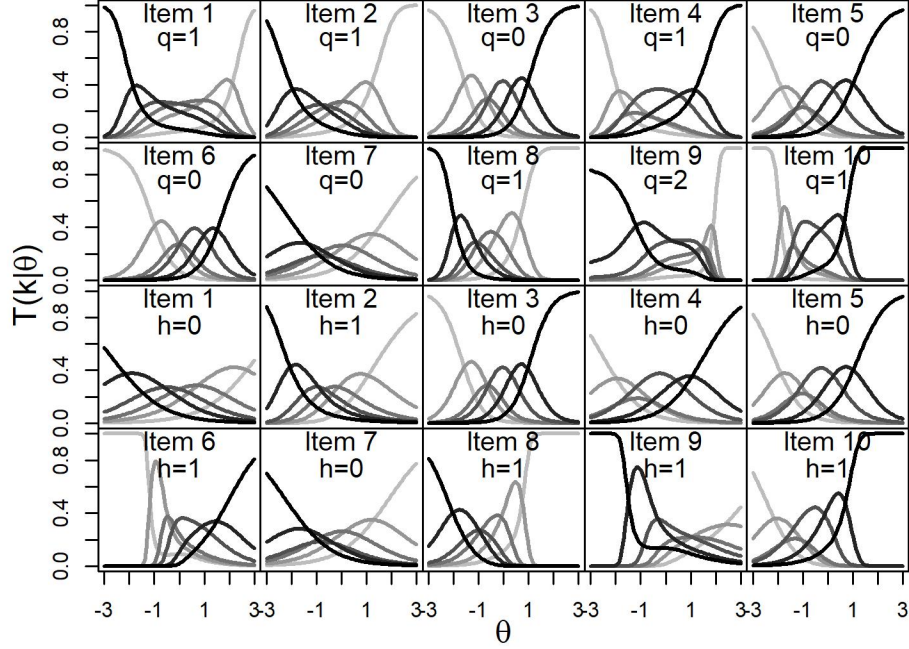 Item 1 Item 2 Item 3 Item 4 Item 5
q=1 q=1 q=0 q=1 q=0
0.0 0.4 0.8
Item 6 Item 7 Item 8 Item 9 Item 10
q=0 q=0 q=1 q=2 q=1
0.0 0.4 0.8
T(k|θ)
Item 1 Item 2 Item 3 Item 4 Item 5
h=0 h=1 h=0 h=0 h=0
0.0 0.4 0.8
Item 6 Item 7 Item 8 Item 9 Item 10
h=1 h=0 h=1 h=1 h=1
0.0 0.4 0.8
-3 -1 1 3 -3 -1 1 3 -3 -1 1 3 -3 -1 1 3 -3 -1 1 3
θ